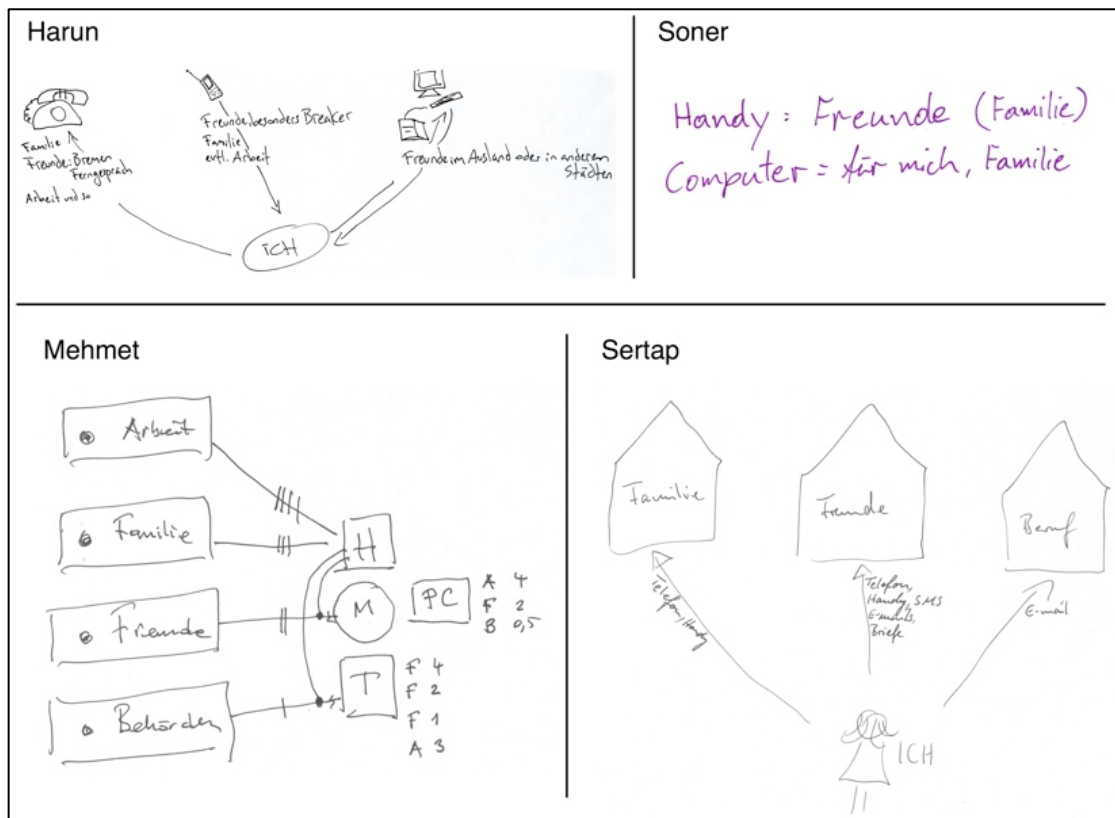 Harun
Familie
Freunde: Bremen
Ferngespräch
Arbeit und so
Freunde, besonders Breaker
Familie
evtl. Arbeit
Freunde im Ausland oder in anderen
Städten
iCH
Soner
Handy: Freunde (Familie)
Computer = für mich, Familie
Mehmet
Arbeit
Familie
Freunde
Behörden
H
M
T
PC
A 4
F 2
B 0,5
F 4
F 2
F 1
A 3
Sertap
Familie
Freunde
Beruf
Telefon, Handy
Telefon,
Handy, SMS
E-mails,
Briefe
E-mail
ICH